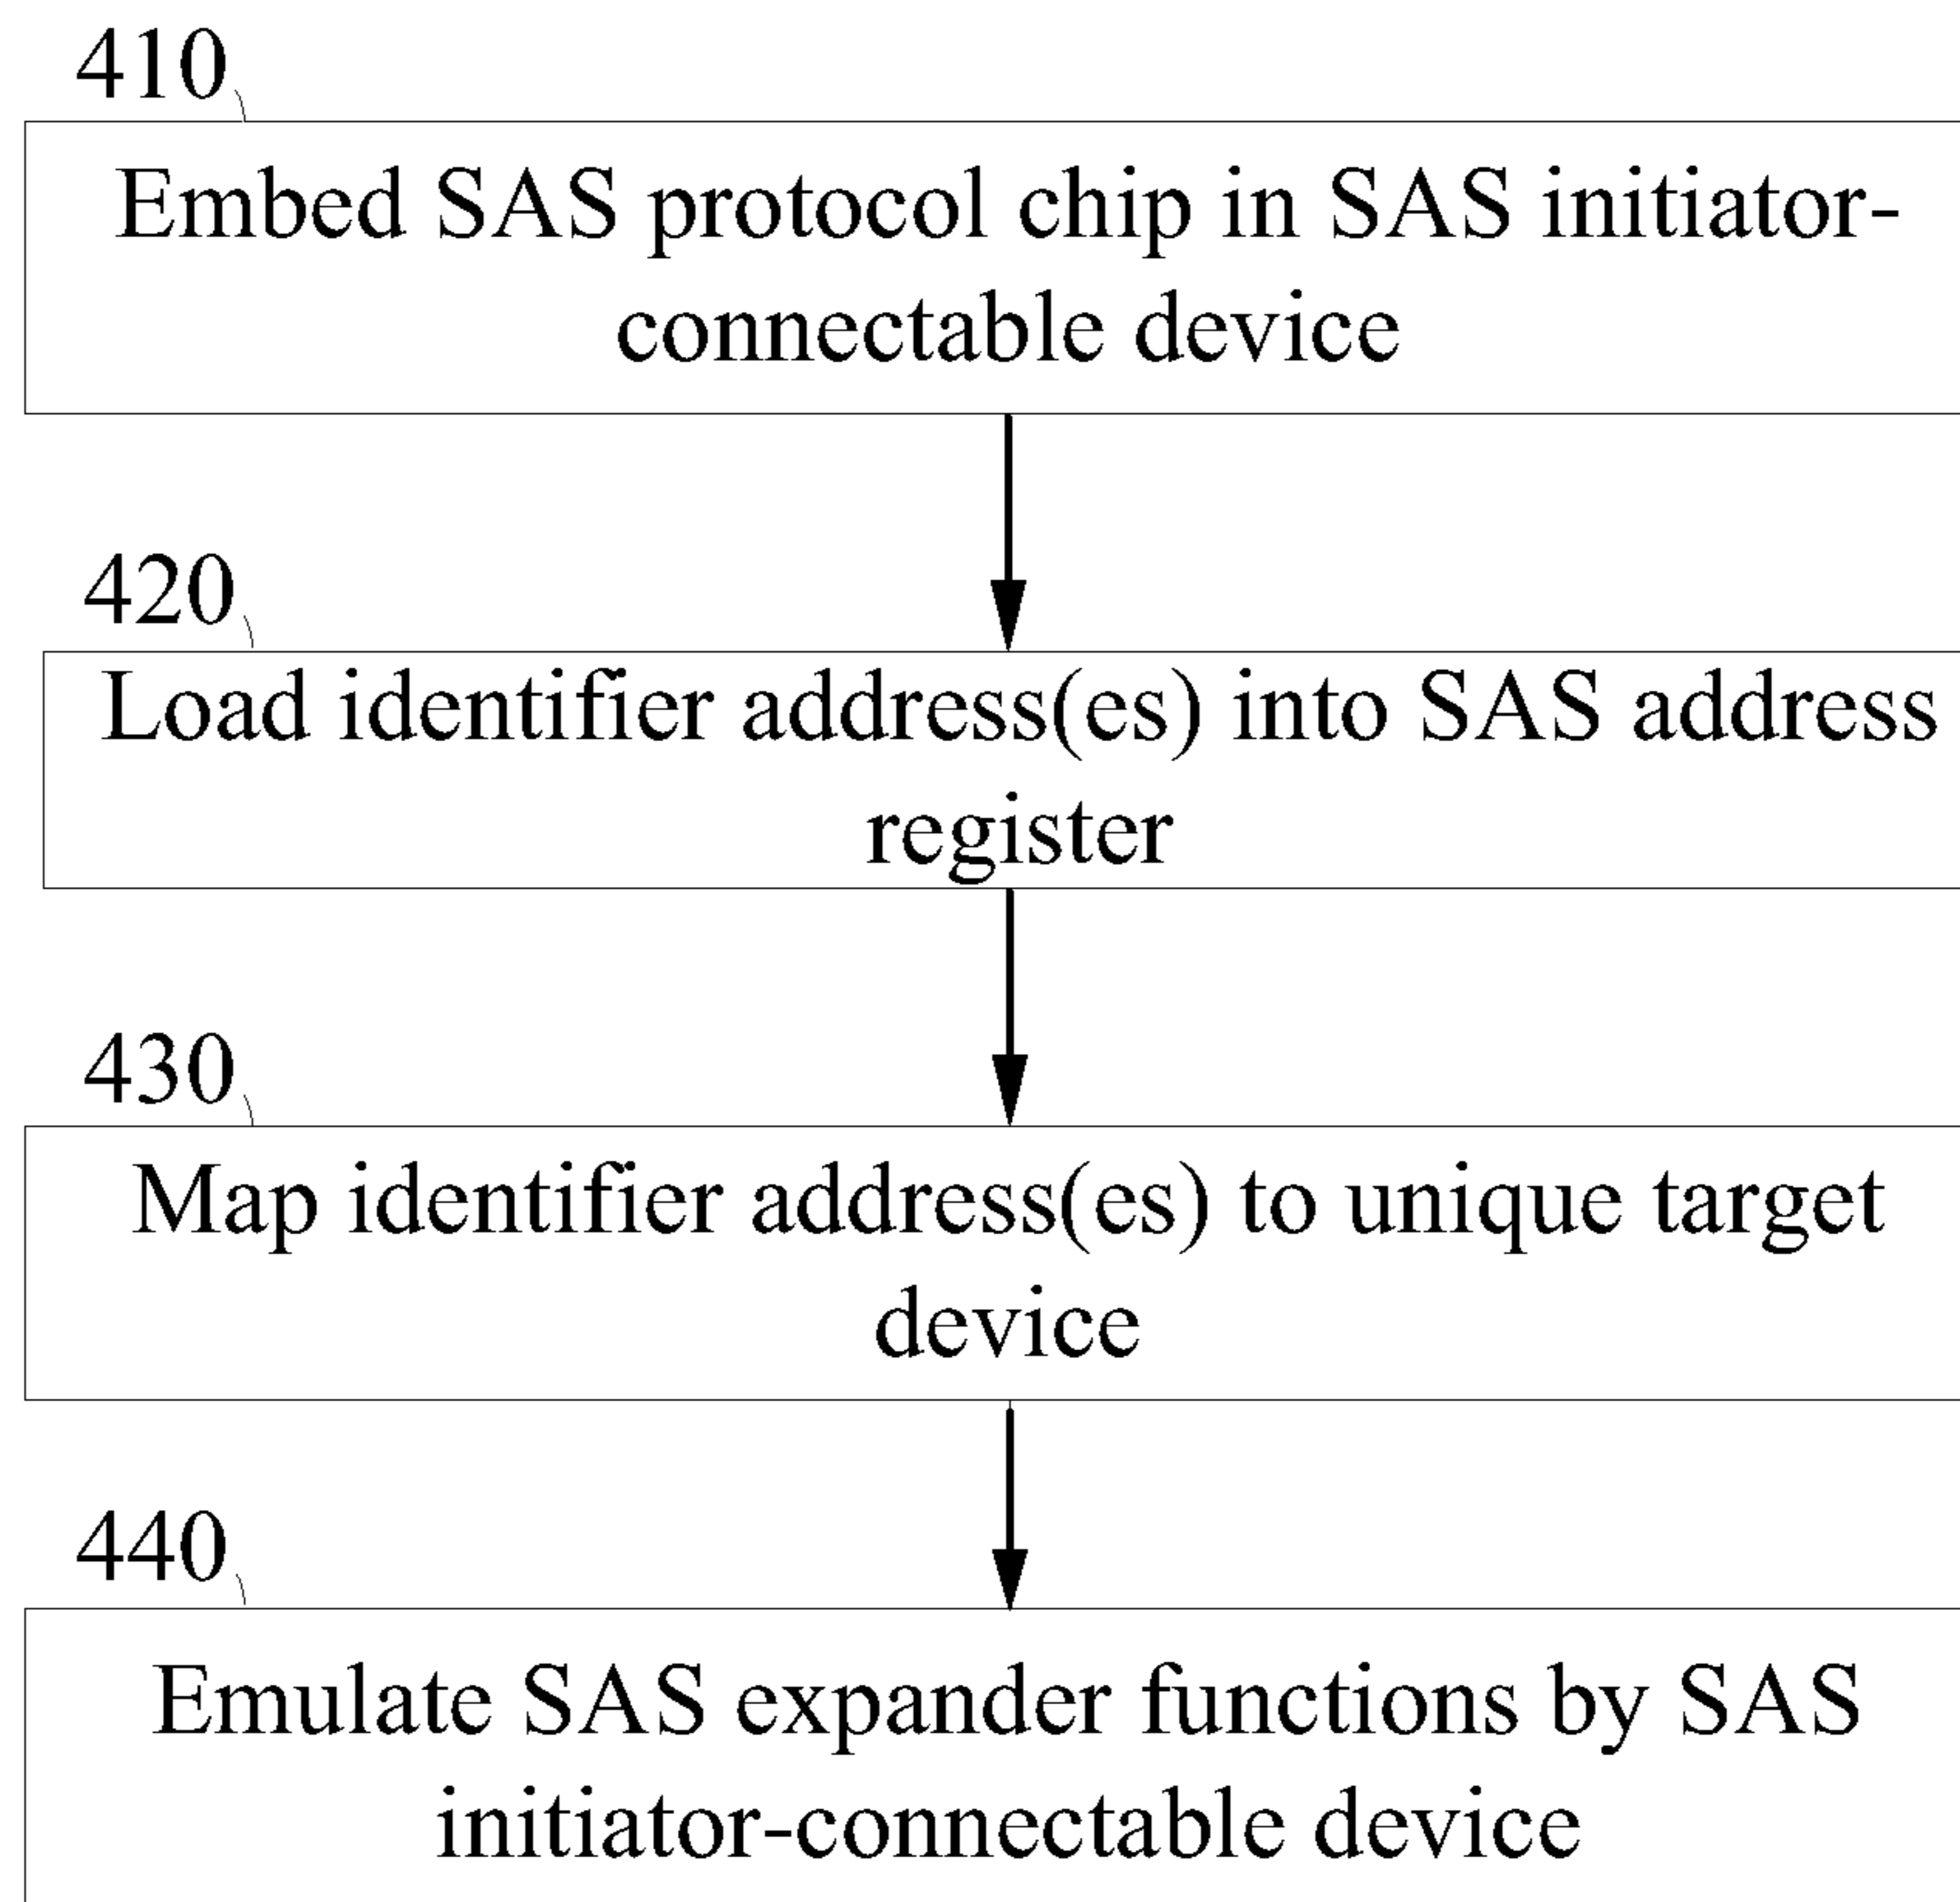 410
Embed SAS protocol chip in SAS initiator-
connectable device
420
Load identifier address(es) into SAS address
register
430
Map identifier address(es) to unique target
device
440
Emulate SAS expander functions by SAS
initiator-connectable device